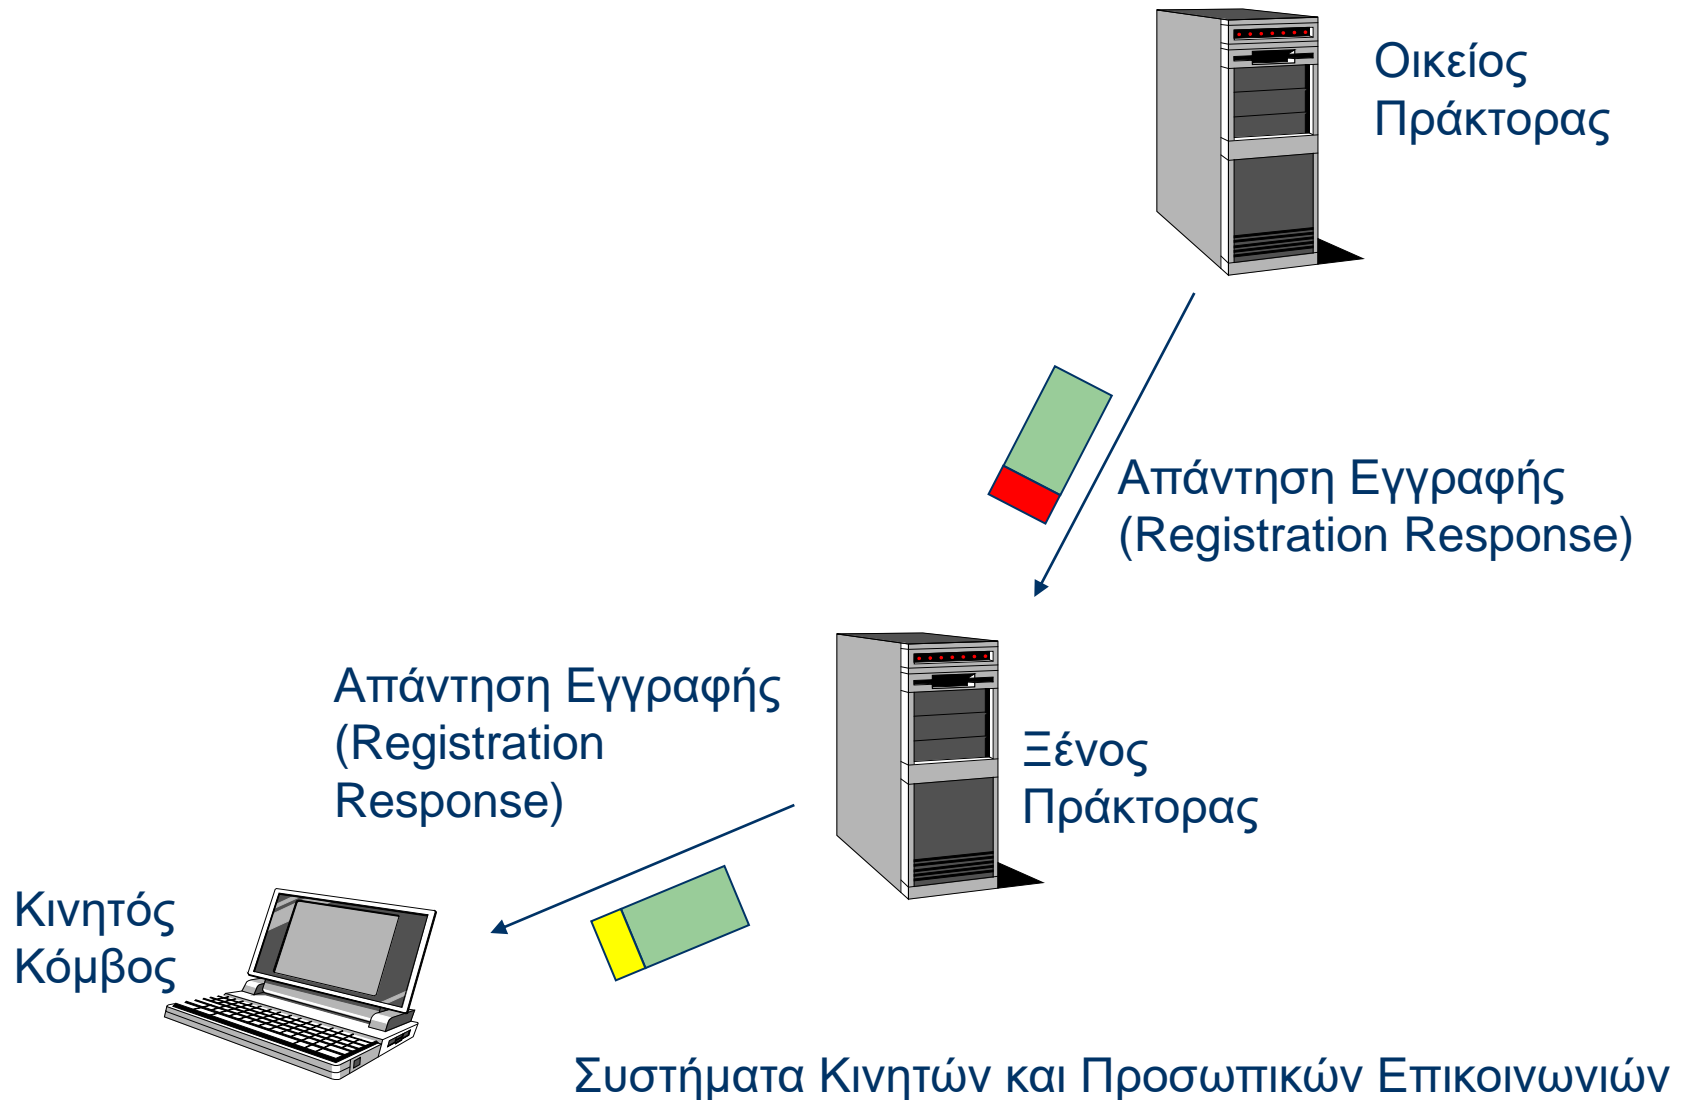 Οικείος
Πράκτορας
Απάντηση Εγγραφής
(Registration Response)
Απάντηση Εγγραφής
(Registration
Response)
Ξένος
Πράκτορας
Κινητός
Κόμβος
Συστήματα Κινητών και Προσωπικών Επικοινωνιών